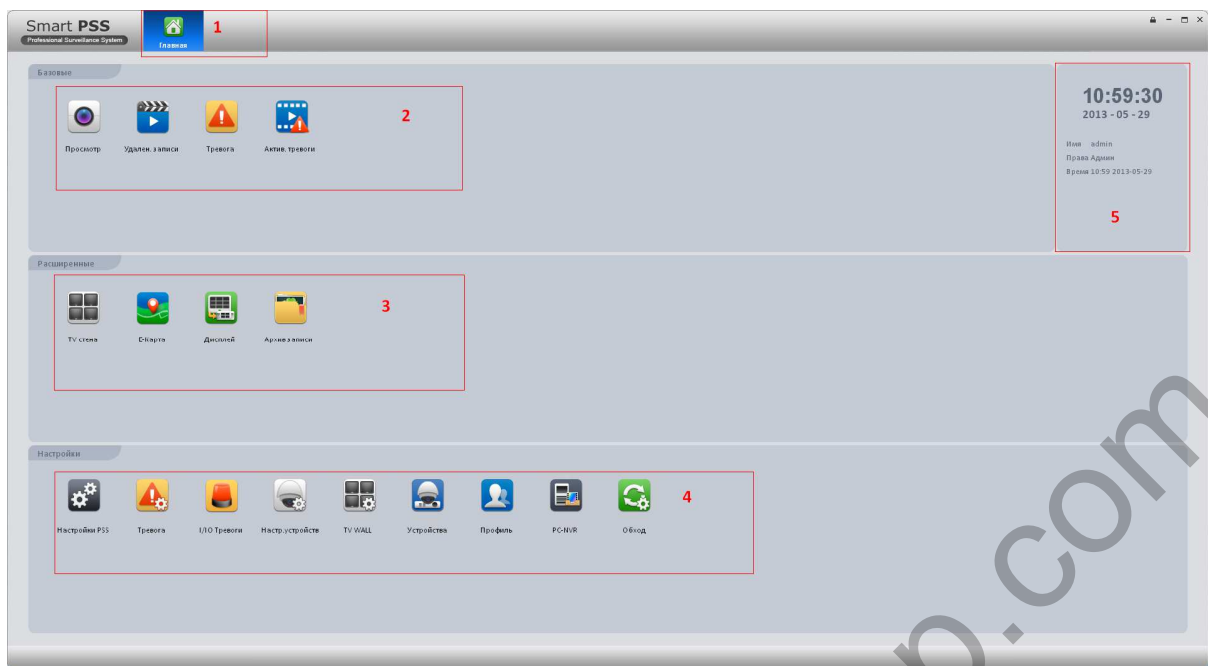 Smart PSS
Professional Surveillance System
Главная
1
Базовые
10:59:30
2013 - 05 - 29
2
Просмотр Удален. записи Тревога Актив. тревоги
Имя admin
Права Админ
Время 10:59 2013-05-29
5
Расширенные
3
TV стена E-Карта Дисплей Архив записи
Настройки
4
Настройки PSS Тревога I/IO Тревоги Настр.устройств TV WALL Устройства Профиль PC-NVR Обход
p.com